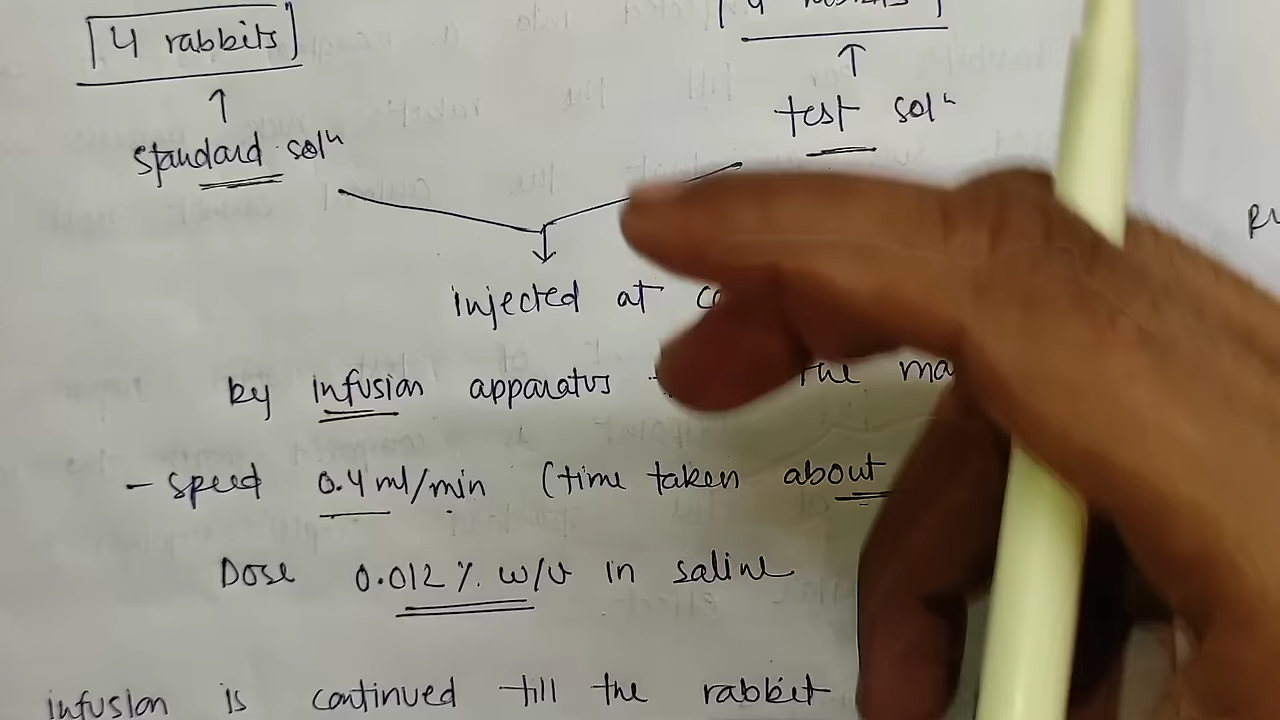 4 rabbits
↑ ↑
standard solⁿ test solⁿ
injected at
by infusion apparatus the
- speed 0.4 ml/min (time taken about
Dose 0.012 %. w/v in saline
infusion is continued till the rabbit